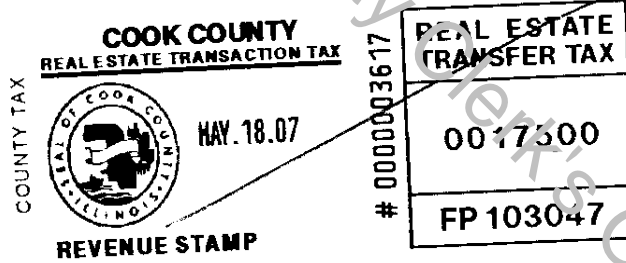 COOK COUNTY
REAL ESTATE TRANSACTION TAX
COUNTY TAX
MAY.18.07
REVENUE STAMP
# 0000003617
REAL ESTATE
TRANSFER TAX
0017500
FP 103047
Clerk's